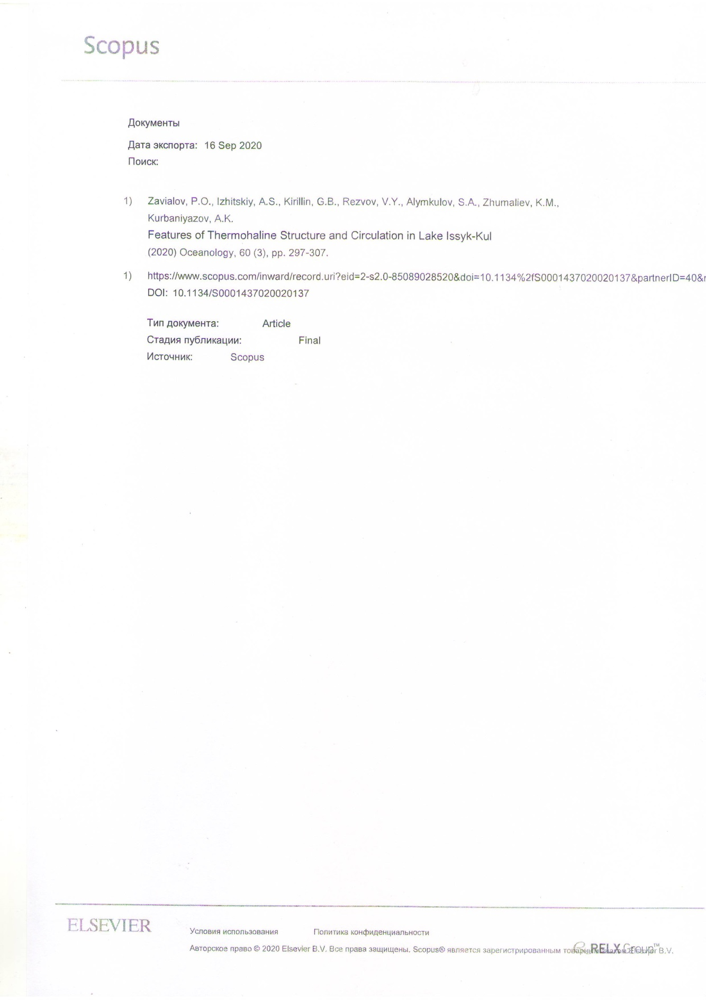 Scopus
Документы
Дата экспорта: 16 Sep 2020
Поиск:
1) Zavialov, P.O., Izhitskiy, A.S., Kirillin, G.B., Rezvov, V.Y., Alymkulov, S.A., Zhumaliev, K.M.,
Kurbaniyazov, A.K.
Features of Thermohaline Structure and Circulation in Lake Issyk-Kul
(2020) Oceanology, 60 (3), pp. 297-307.
1) https://www.scopus.com/inward/record.uri?eid=2-s2.0-85089028520&doi=10.1134%2fS0001437020020137&partnerID=40&r
DOI: 10.1134/S0001437020020137
Тип документа: Article
Стадия публикации: Final
Источник: Scopus
ELSEVIER
Условия использования Политика конфиденциальности
Авторское право © 2020 Elsevier B.V. Все права защищены. Scopus® является зарегистрированным товарным знаком Elsevier B.V.
RELX Group™